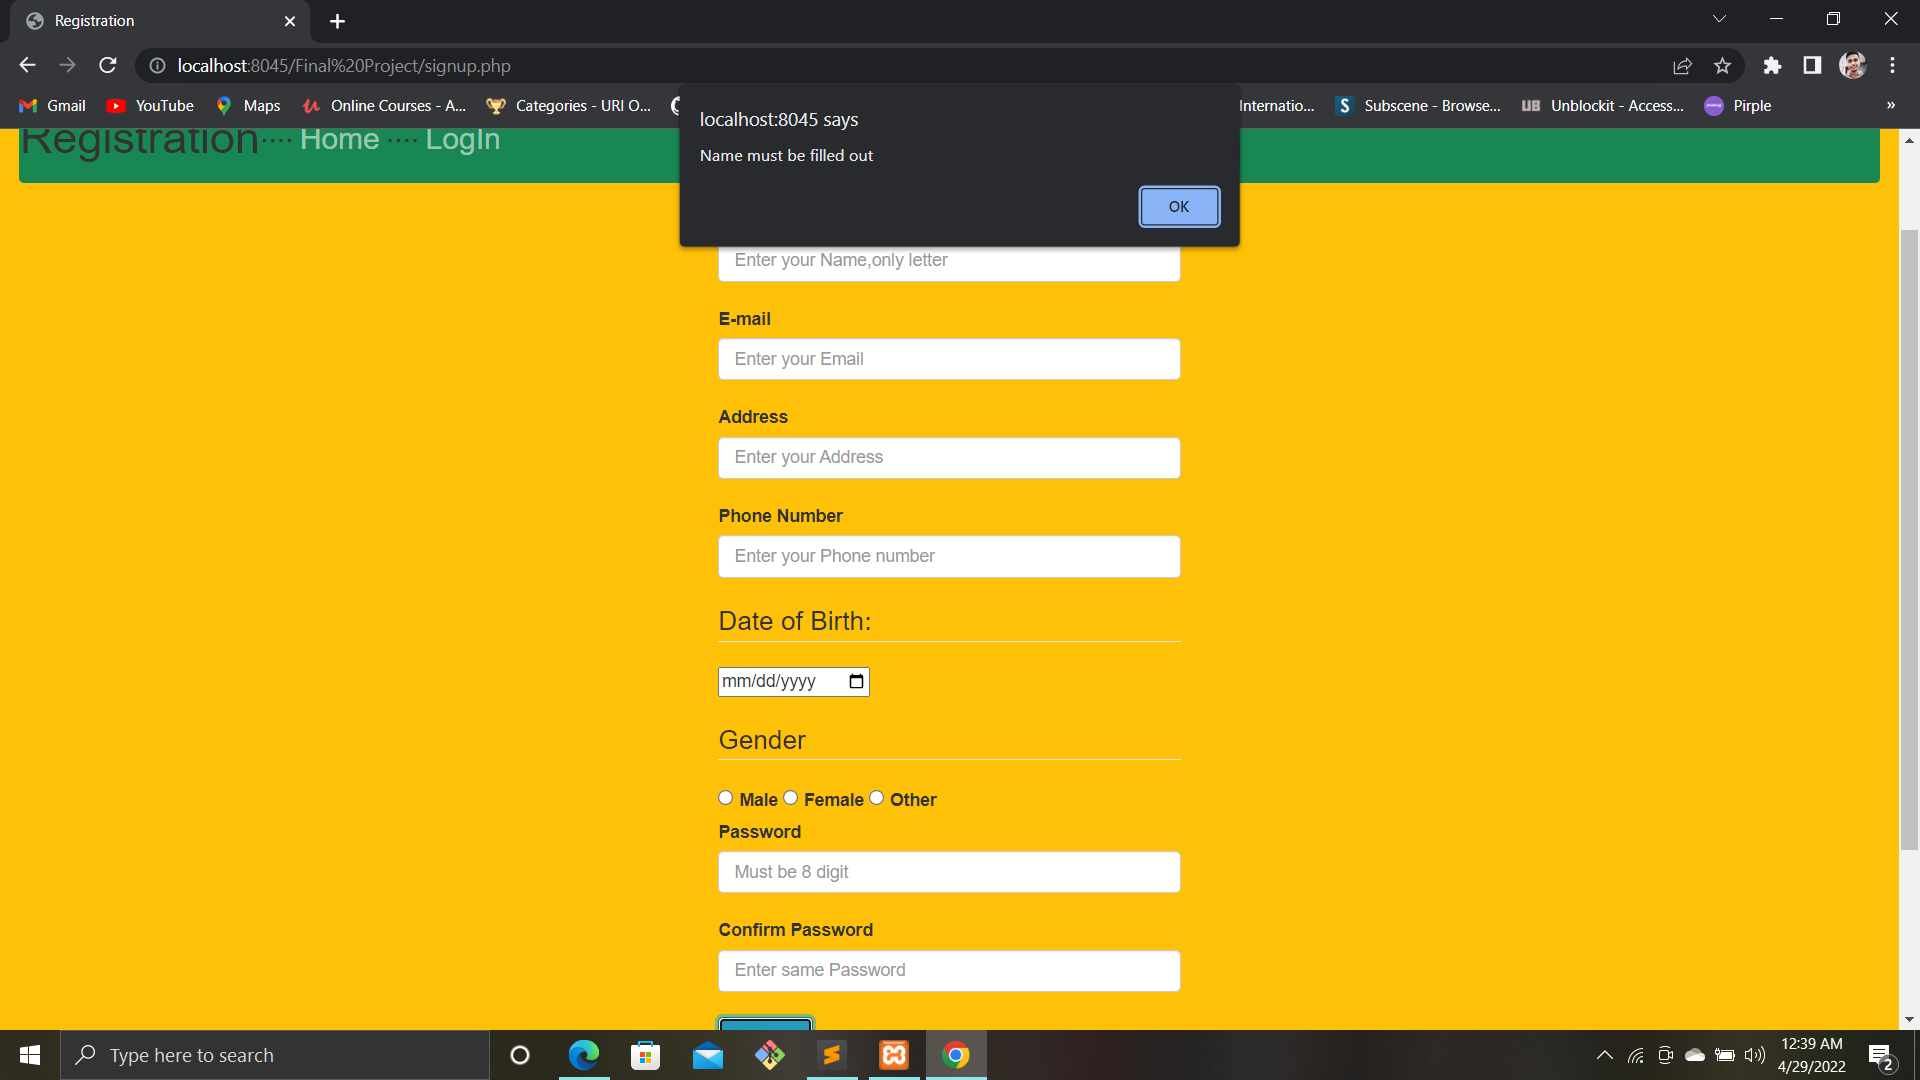 Registration
localhost:8045/Final%20Project/signup.php
Gmail YouTube Maps Online Courses - A... Categories - URI O... Internatio... Subscene - Browse... UB Unblockit - Access... Pirple »
localhost:8045 says
Name must be filled out
OK
Registration···· Home ···· LogIn
Enter your Name,only letter
E-mail
Enter your Email
Address
Enter your Address
Phone Number
Enter your Phone number
Date of Birth:
mm/dd/yyyy
Gender
Male Female Other
Password
Must be 8 digit
Confirm Password
Enter same Password
Type here to search
12:39 AM
4/29/2022
2